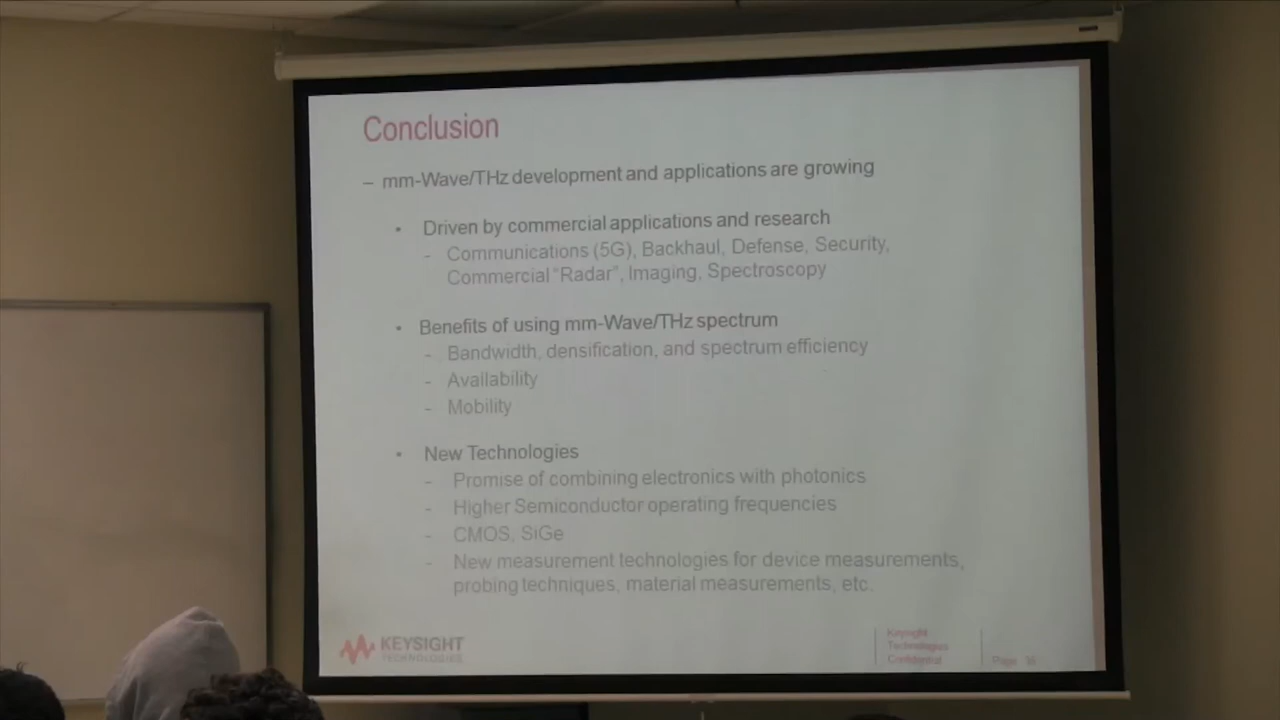 Conclusion
– mm-Wave/THz development and applications are growing
• Driven by commercial applications and research
- Communications (5G), Backhaul, Defense, Security,
Commercial “Radar”, Imaging, Spectroscopy
• Benefits of using mm-Wave/THz spectrum
- Bandwidth, densification, and spectrum efficiency
- Availability
- Mobility
• New Technologies
- Promise of combining electronics with photonics
- Higher Semiconductor operating frequencies
- CMOS, SiGe
- New measurement technologies for device measurements,
probing techniques, material measurements, etc.
KEYSIGHT
TECHNOLOGIES
Keysight
Technologies
Confidential
Page